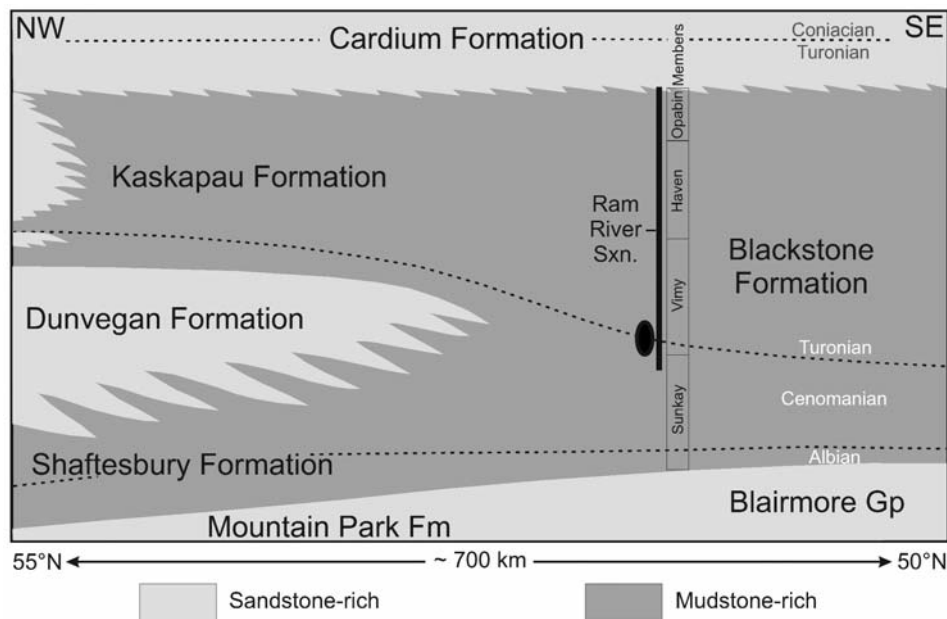 NW
SE
Cardium Formation
Coniacian
Turonian
Members
Opabin
Kaskapau Formation
Haven
Ram
River
Sxn.
Blackstone
Formation
Vimy
Dunvegan Formation
Turonian
Cenomanian
Sunkay
Shaftesbury Formation
Albian
Blairmore Gp
Mountain Park Fm
55°N
~ 700 km
50°N
Sandstone-rich
Mudstone-rich